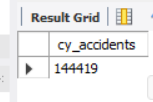 Result Grid
cy_accidents
144419